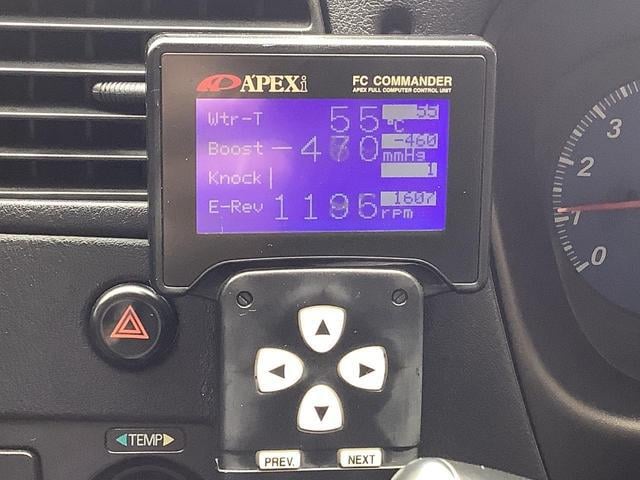 APEXi FC COMMANDER
APEX FULL COMPUTER CONTROL UNIT
Wtr-T 55 °C 55
Boost -470 mmHg -460
Knock 1
E-Rev 1195 rpm 1607
3
2
1
0
TEMP
PREV. NEXT